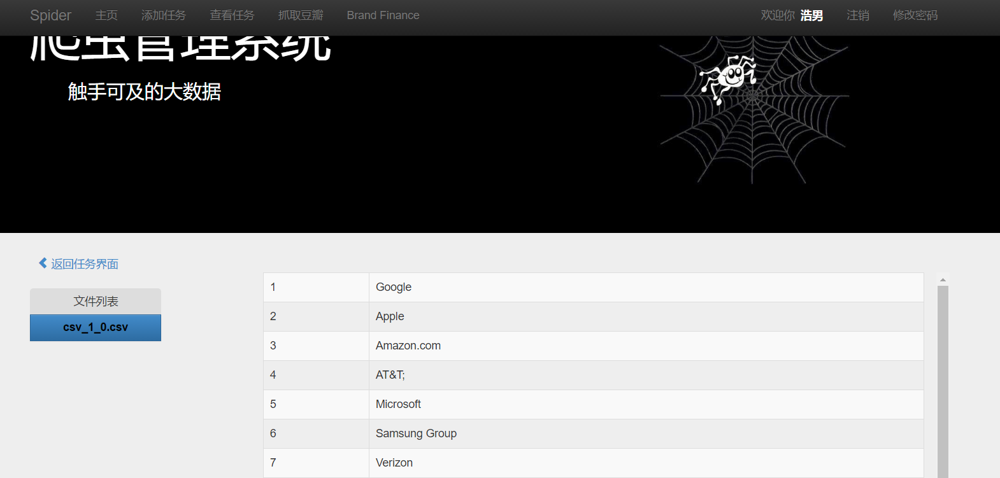 Spider 主页 添加任务 查看任务 抓取豆瓣 Brand Finance 欢迎你 浩男 注销 修改密码
爬虫管理系统
触手可及的大数据
返回任务界面
文件列表
csv_1_0.csv
1 Google
2 Apple
3 Amazon.com
4 AT&T;
5 Microsoft
6 Samsung Group
7 Verizon